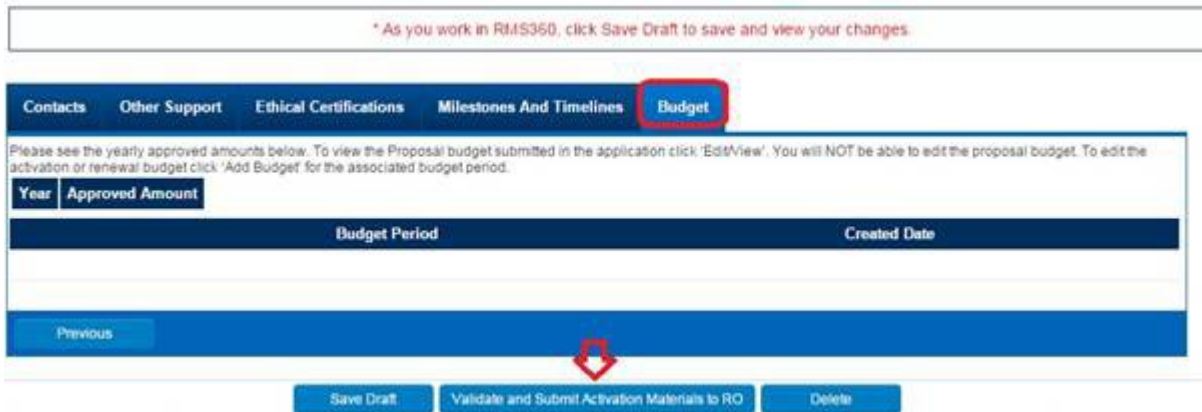 * As you work in RMS360, click Save Draft to save and view your changes.
Contacts Other Support Ethical Certifications Milestones And Timelines Budget
Please see the yearly approved amounts below. To view the Proposal budget submitted in the application click 'Edit/View'. You will NOT be able to edit the proposal budget. To edit the
activation or renewal budget click 'Add Budget' for the associated budget period.
Year Approved Amount
Budget Period Created Date
Previous
Save Draft Validate and Submit Activation Materials to RO Delete